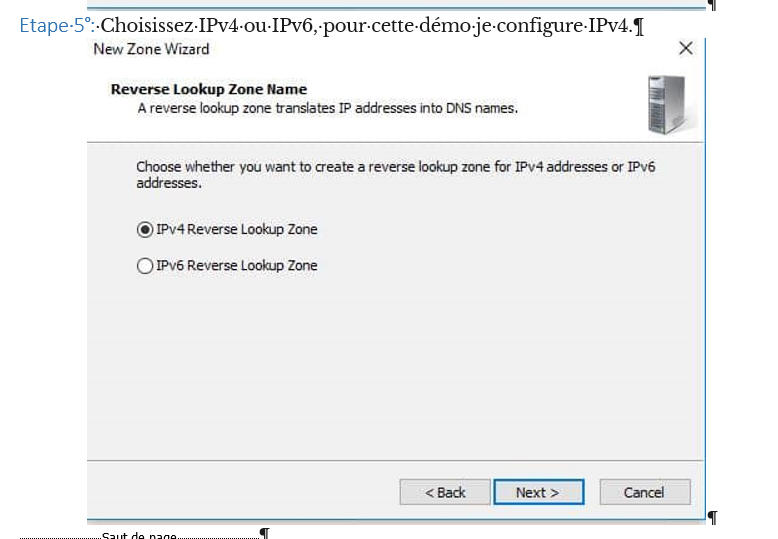 ¶
Etape·5°:·Choisissez·IPv4·ou·IPv6,·pour·cette·démo·je·configure·IPv4.¶
New Zone Wizard
Reverse Lookup Zone Name
A reverse lookup zone translates IP addresses into DNS names.
Choose whether you want to create a reverse lookup zone for IPv4 addresses or IPv6
addresses.
IPv4 Reverse Lookup Zone
IPv6 Reverse Lookup Zone
< Back Next > Cancel
¶
Saut de page ¶